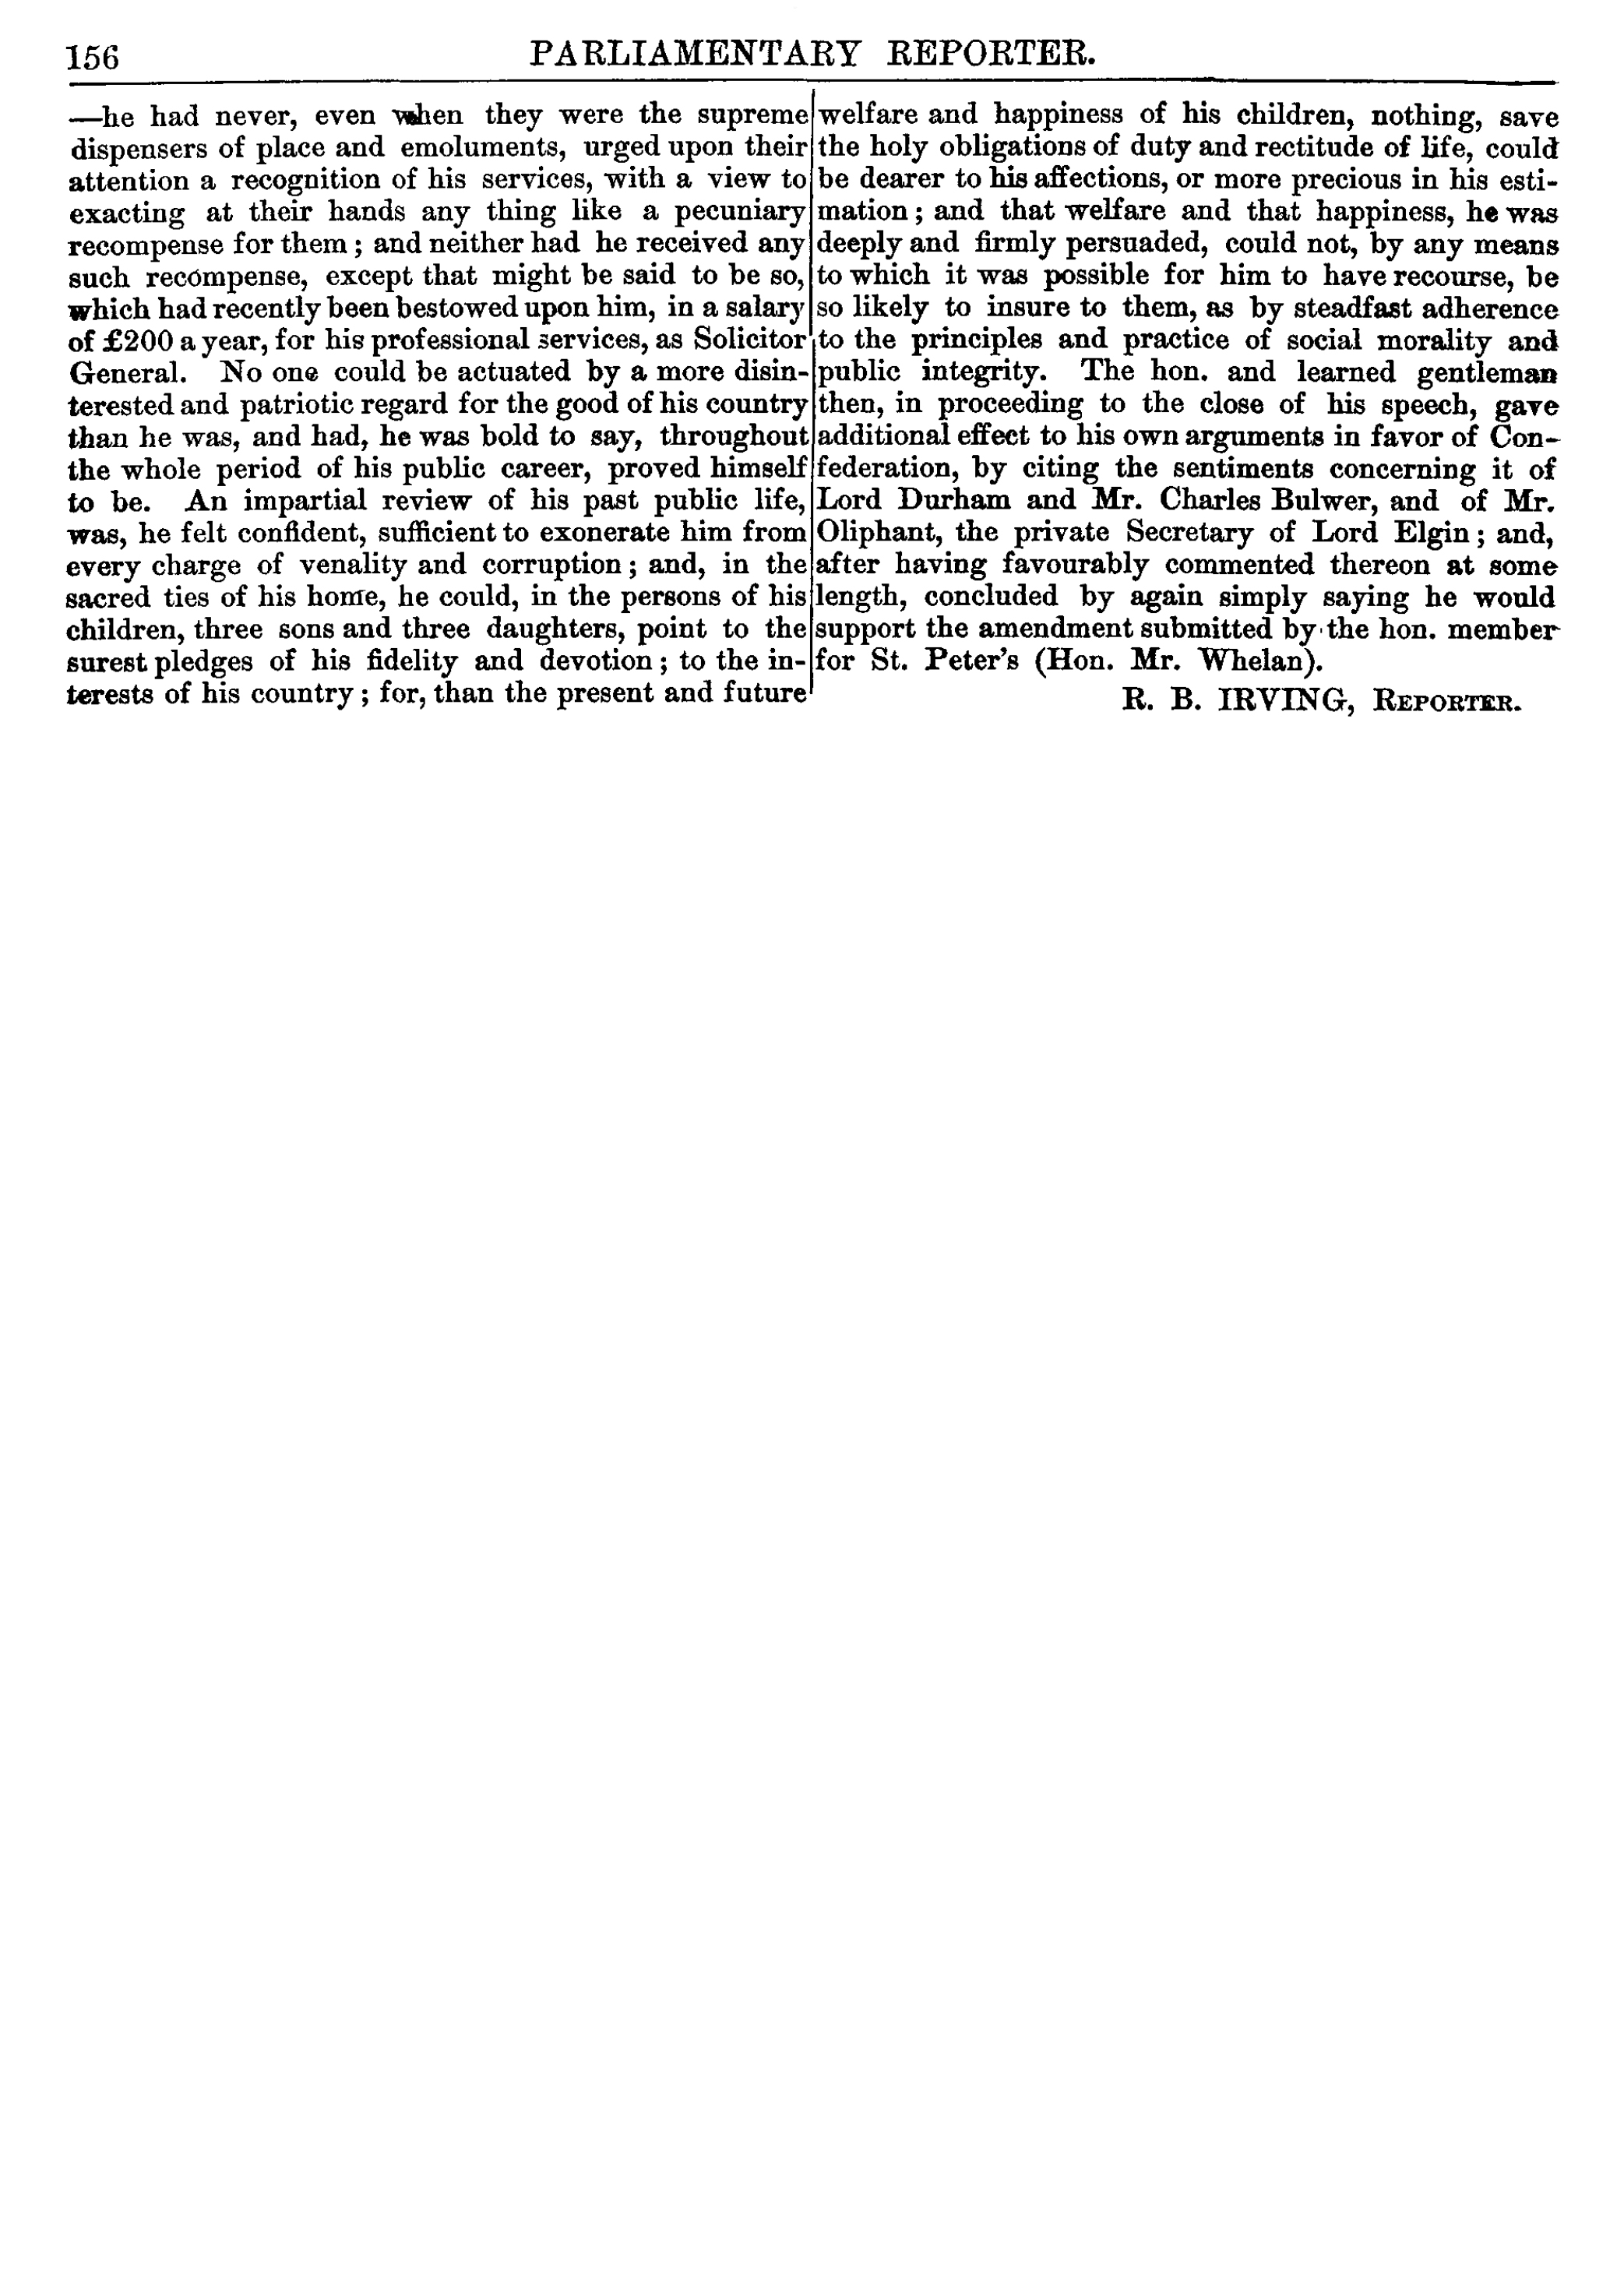 156
PARLIAMENTARY REPORTER.
—he had never, even when they were the supreme
dispensers of place and emoluments, urged upon their
attention a recognition of his services, with a view to
exacting at their hands any thing like a pecuniary
recompense for them; and neither had he received any
such recompense, except that might be said to be so,
which had recently been bestowed upon him, in a salary
of £200 a year, for his professional services, as Solicitor
General. No one could be actuated by a more disin-
terested and patriotic regard for the good of his country
than he was, and had, he was bold to say, throughout
the whole period of his public career, proved himself
to be. An impartial review of his past public life,
was, he felt confident, sufficient to exonerate him from
every charge of venality and corruption; and, in the
sacred ties of his home, he could, in the persons of his
children, three sons and three daughters, point to the
surest pledges of his fidelity and devotion; to the in-
terests of his country; for, than the present and future
welfare and happiness of his children, nothing, save
the holy obligations of duty and rectitude of life, could
be dearer to his affections, or more precious in his esti-
mation; and that welfare and that happiness, he was
deeply and firmly persuaded, could not, by any means
to which it was possible for him to have recourse, be
so likely to insure to them, as by steadfast adherence
to the principles and practice of social morality and
public integrity. The hon. and learned gentleman
then, in proceeding to the close of his speech, gave
additional effect to his own arguments in favor of Con-
federation, by citing the sentiments concerning it of
Lord Durham and Mr. Charles Bulwer, and of Mr.
Oliphant, the private Secretary of Lord Elgin; and,
after having favourably commented thereon at some
length, concluded by again simply saying he would
support the amendment submitted by the hon. member
for St. Peter's (Hon. Mr. Whelan).
R. B. IRVING, REPORTER.